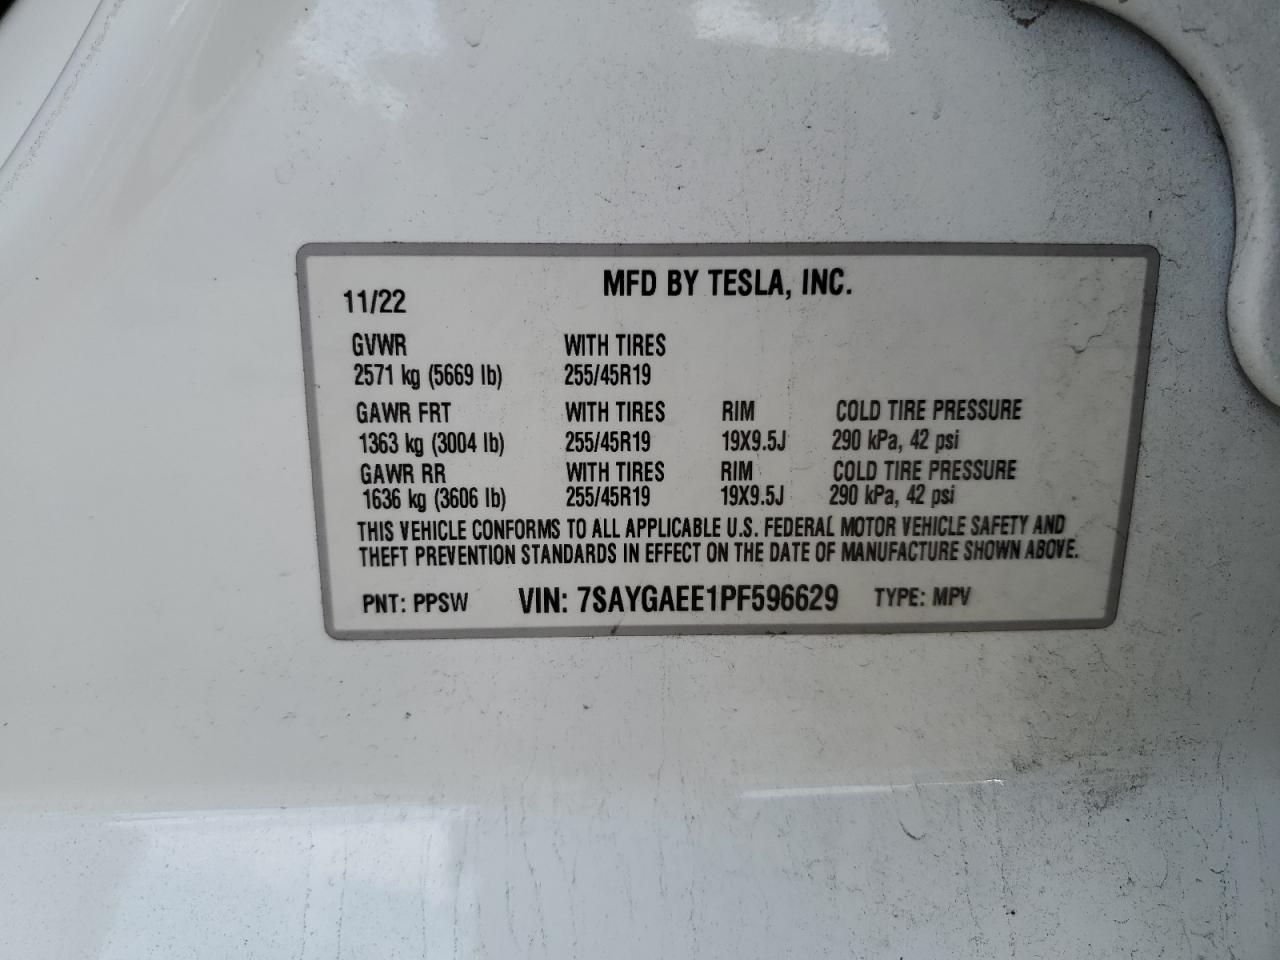 MFD BY TESLA, INC.
11/22
GVWR WITH TIRES
2571 kg (5669 lb) 255/45R19
GAWR FRT WITH TIRES RIM COLD TIRE PRESSURE
1363 kg (3004 lb) 255/45R19 19X9.5J 290 kPa, 42 psi
GAWR RR WITH TIRES RIM COLD TIRE PRESSURE
1636 kg (3606 lb) 255/45R19 19X9.5J 290 kPa, 42 psi
THIS VEHICLE CONFORMS TO ALL APPLICABLE U.S. FEDERAL MOTOR VEHICLE SAFETY AND
THEFT PREVENTION STANDARDS IN EFFECT ON THE DATE OF MANUFACTURE SHOWN ABOVE.
PNT: PPSW VIN: 7SAYGAEE1PF596629 TYPE: MPV